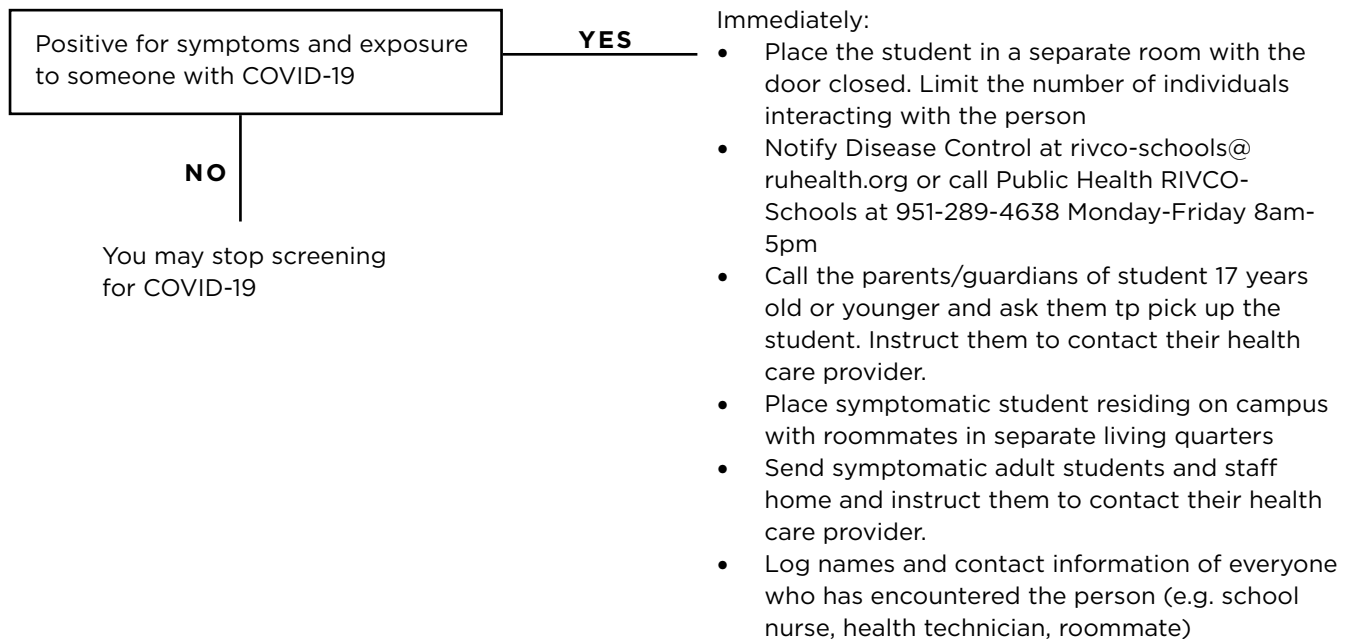 Positive for symptoms and exposure
to someone with COVID-19
YES
NO
You may stop screening
for COVID-19
Immediately:
• Place the student in a separate room with the
door closed. Limit the number of individuals
interacting with the person
• Notify Disease Control at rivco-schools@
ruhealth.org or call Public Health RIVCO-
Schools at 951-289-4638 Monday-Friday 8am-
5pm
• Call the parents/guardians of student 17 years
old or younger and ask them tp pick up the
student. Instruct them to contact their health
care provider.
• Place symptomatic student residing on campus
with roommates in separate living quarters
• Send symptomatic adult students and staff
home and instruct them to contact their health
care provider.
• Log names and contact information of everyone
who has encountered the person (e.g. school
nurse, health technician, roommate)